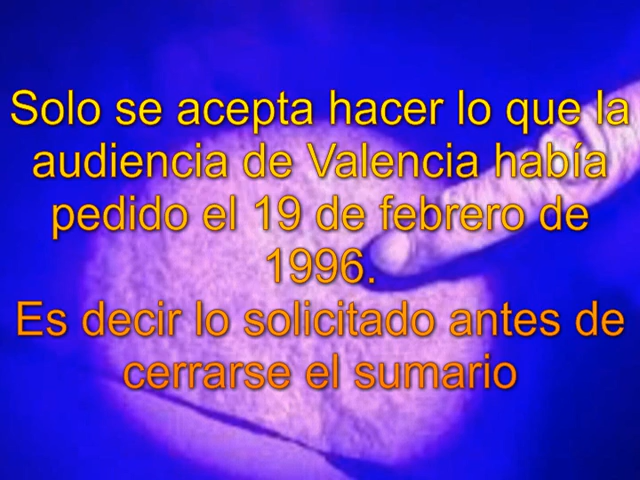 Solo se acepta hacer lo que la
audiencia de Valencia había
pedido el 19 de febrero de
1996.
Es decir lo solicitado antes de
cerrarse el sumario